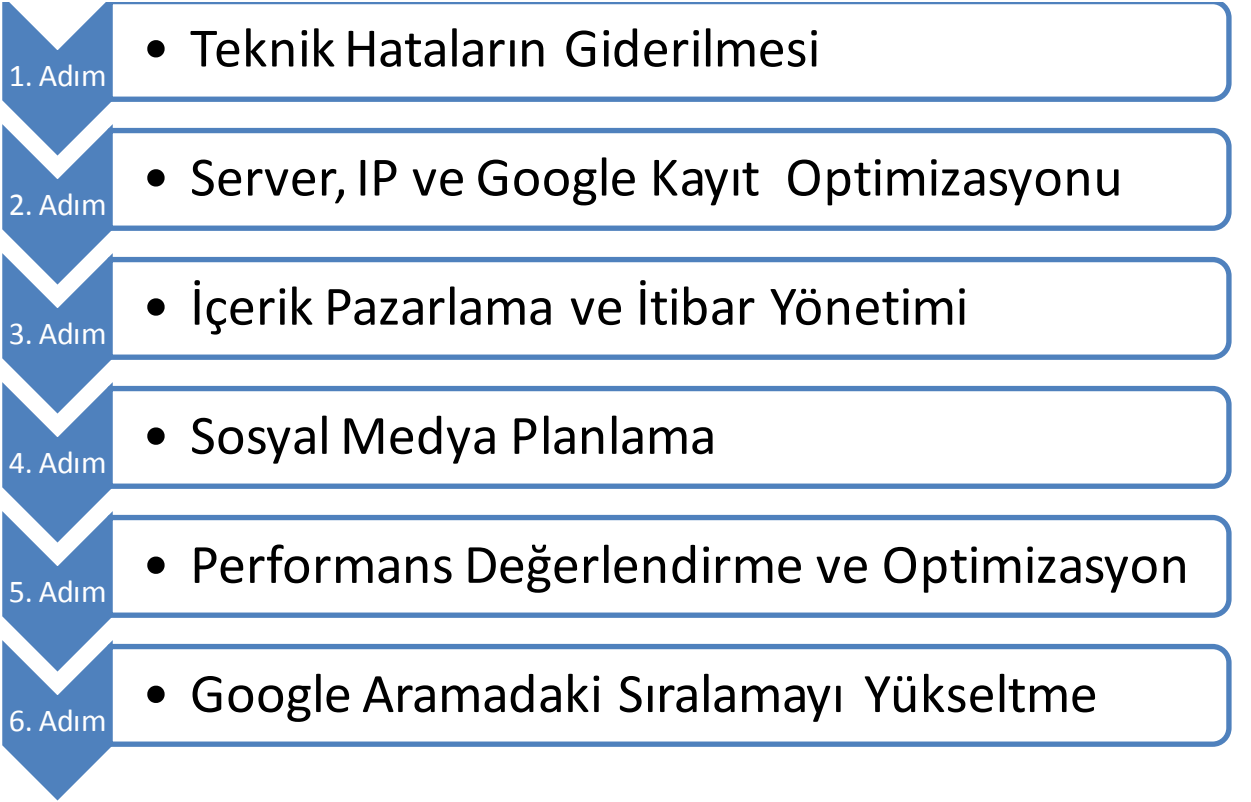 1. Adım
• Teknik Hataların Giderilmesi
2. Adım
• Server, IP ve Google Kayıt Optimizasyonu
3. Adım
• İçerik Pazarlama ve İtibar Yönetimi
4. Adım
• Sosyal Medya Planlama
5. Adım
• Performans Değerlendirme ve Optimizasyon
6. Adım
• Google Aramadaki Sıralamayı Yükseltme